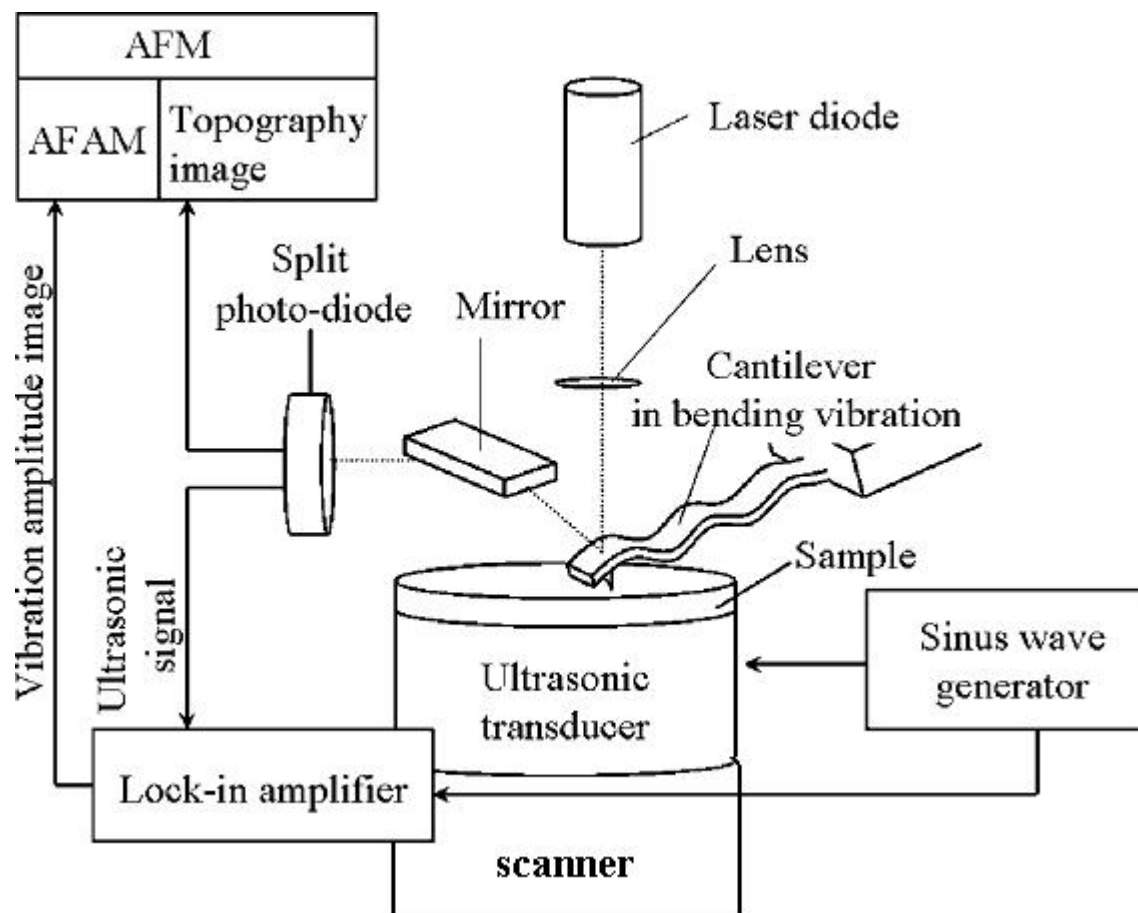 AFM
AFAM
Topography
image
Laser diode
Split
photo-diode
Mirror
Lens
Cantilever
in bending vibration
Vibration amplitude image
Ultrasonic
signal
Sample
Ultrasonic
transducer
Sinus wave
generator
Lock-in amplifier
scanner